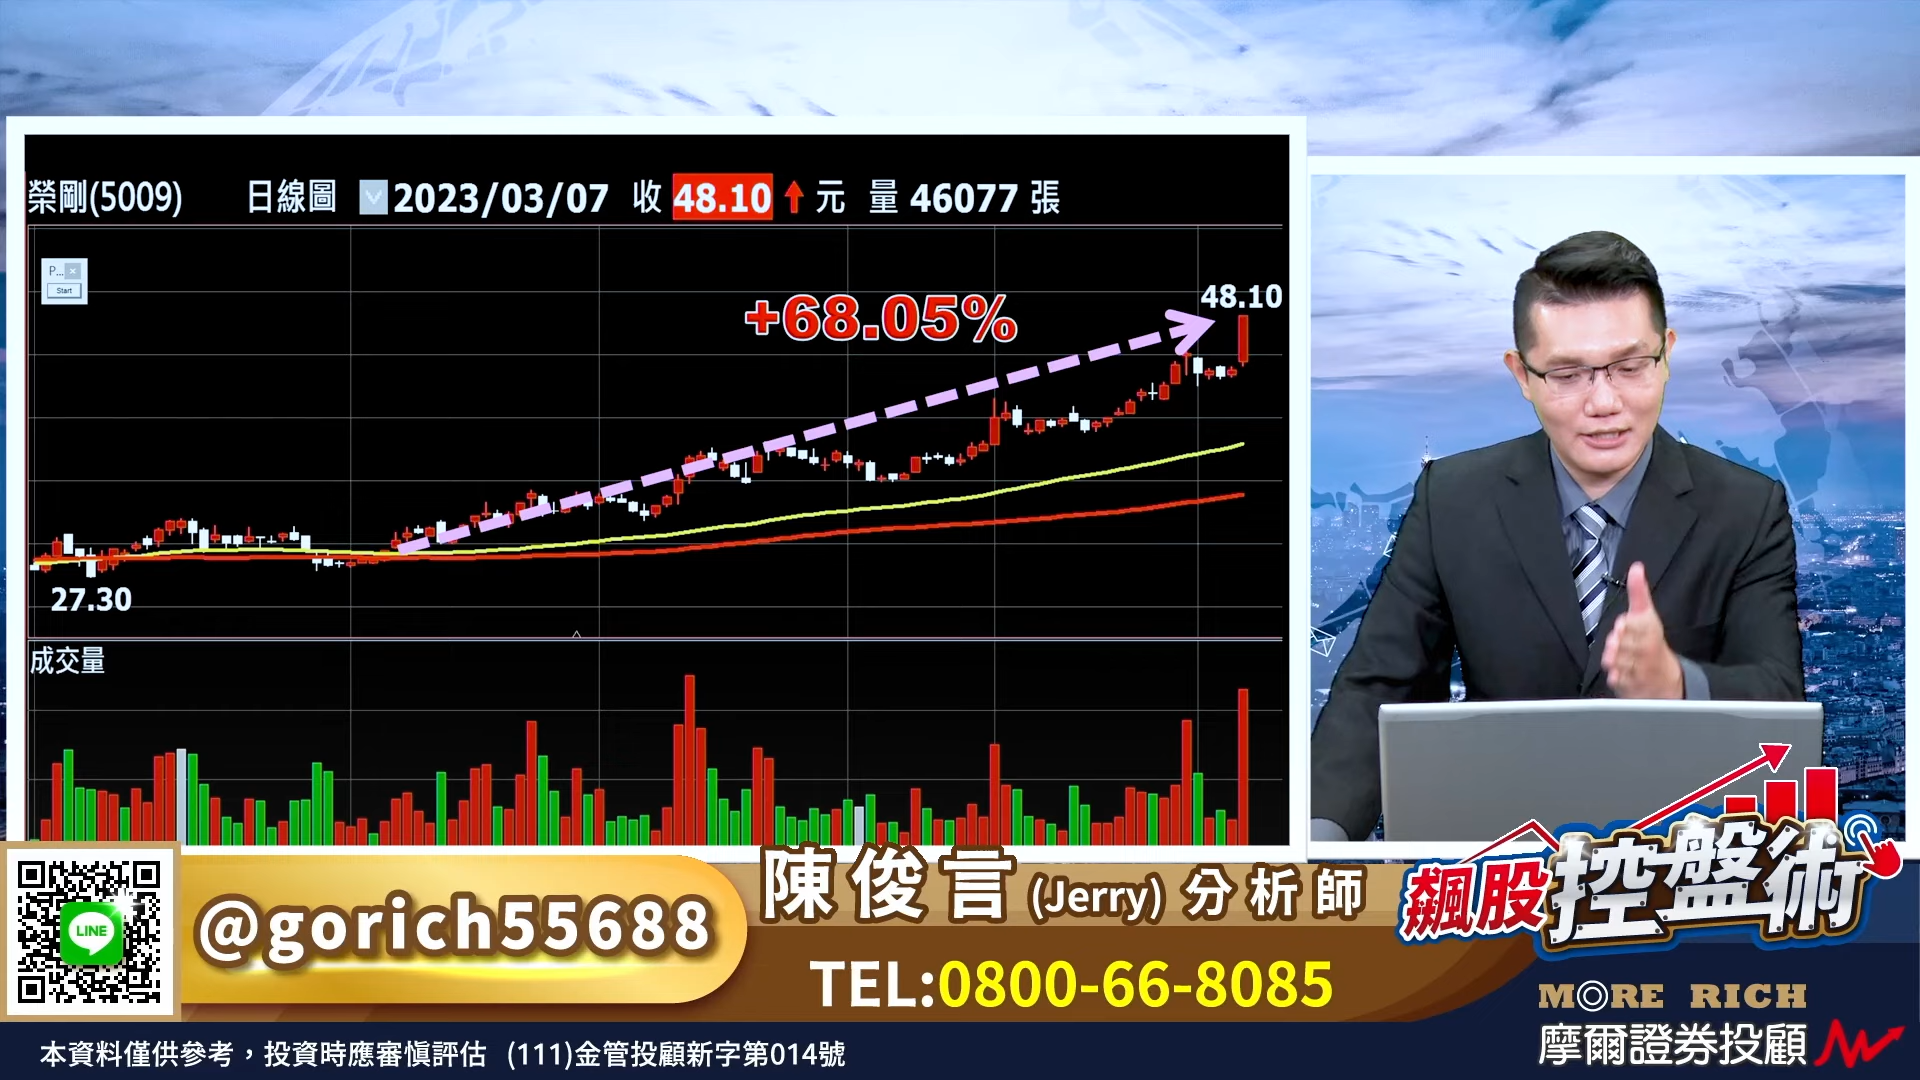 榮剛(5009) 日線圖 2023/03/07 收 48.10 元 量 46077 張
P...
Start
+68.05%
48.10
27.30
成交量
LINE
@gorich55688
陳俊言(Jerry) 分析師
TEL:0800-66-8085
飆股控盤術
MORE RICH
摩爾證券投顧
本資料僅供參考，投資時應審慎評估 (111)金管投顧新字第014號